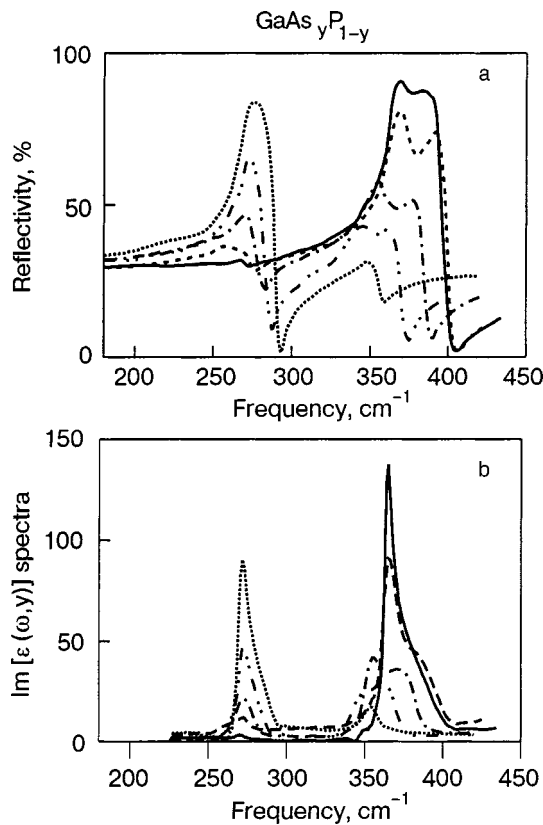 GaAs yP1−y
a
100
50
0
Reflectivity, %
200 250 300 350 400 450
Frequency, cm−1
b
150
100
50
0
Im [ε (ω,y)] spectra
200 250 300 350 400 450
Frequency, cm−1